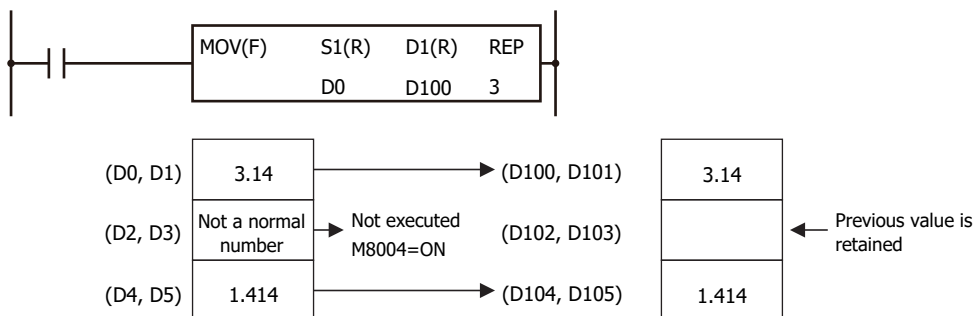 MOV(F) S1(R) D1(R) REP
D0 D100 3
(D0, D1) 3.14 (D100, D101) 3.14
(D2, D3) Not a normal number Not executed M8004=ON (D102, D103) Previous value is retained
(D4, D5) 1.414 (D104, D105) 1.414